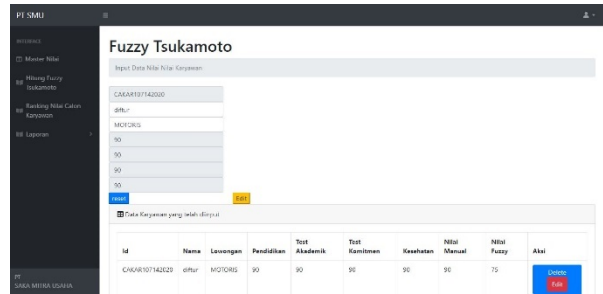 PT SMU
INTERFACE
Master Nilai
Hitung Fuzzy
Tsukamoto
Ranking Nilai Calon
Karyawan
Laporan
PT
SAKA MITRA USAHA
Fuzzy Tsukamoto
Input Data Nilai Nilai Karyawan
CAKAR107142020
diftur
MOTORIS
90
90
90
90
reset Edit
Data Karyawan yang telah diinput
Id Nama Lowongan Pendidikan Test Akademik Test Komitmen Kesehatan Nilai Manual Nilai Fuzzy Aksi
CAKAR107142020 diftur MOTORIS 90 90 90 90 90 75 Delete
Edit